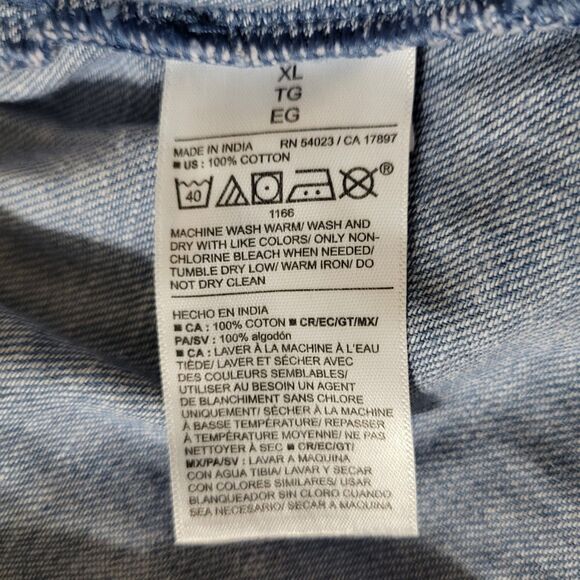 XL
TG
EG
MADE IN INDIA RN 54023 / CA 17897
■ US : 100% COTTON
40 ®
1166
MACHINE WASH WARM/ WASH AND
DRY WITH LIKE COLORS/ ONLY NON-
CHLORINE BLEACH WHEN NEEDED/
TUMBLE DRY LOW/ WARM IRON/ DO
NOT DRY CLEAN
HECHO EN INDIA
■ CA : 100% COTON ■ CR/EC/GT/MX/
PA/SV : 100% algodón
■ CA : LAVER À LA MACHINE À L'EAU
TIÈDE/ LAVER ET SÉCHER AVEC
DES COULEURS SEMBLABLES/
UTILISER AU BESOIN UN AGENT
DE BLANCHIMENT SANS CHLORE
UNIQUEMENT/ SÉCHER À LA MACHINE
À BASSE TEMPÉRATURE/ REPASSER
À TEMPÉRATURE MOYENNE/ NE PAS
NETTOYER À SEC ■ CR/EC/GT/
MX/PA/SV : LAVAR A MAQUINA
CON AGUA TIBIA/ LAVAR Y SECAR
CON COLORES SIMILARES/ USAR
BLANQUEADOR SIN CLORO CUANDO
SEA NECESARIO/ SECAR A MAQUINA